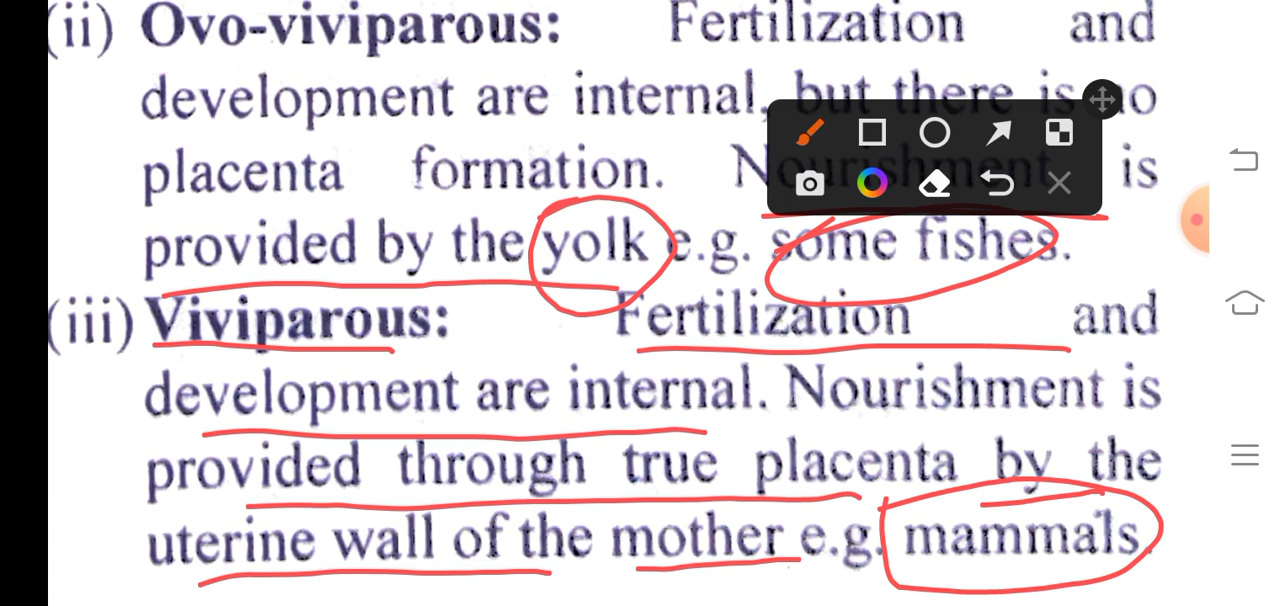 (ii) Ovo-viviparous: Fertilization and
development are internal, but there is no
placenta formation. Nourishment is
provided by the yolk e.g. some fishes.
(iii) Viviparous: Fertilization and
development are internal. Nourishment is
provided through true placenta by the
uterine wall of the mother e.g. mammals.